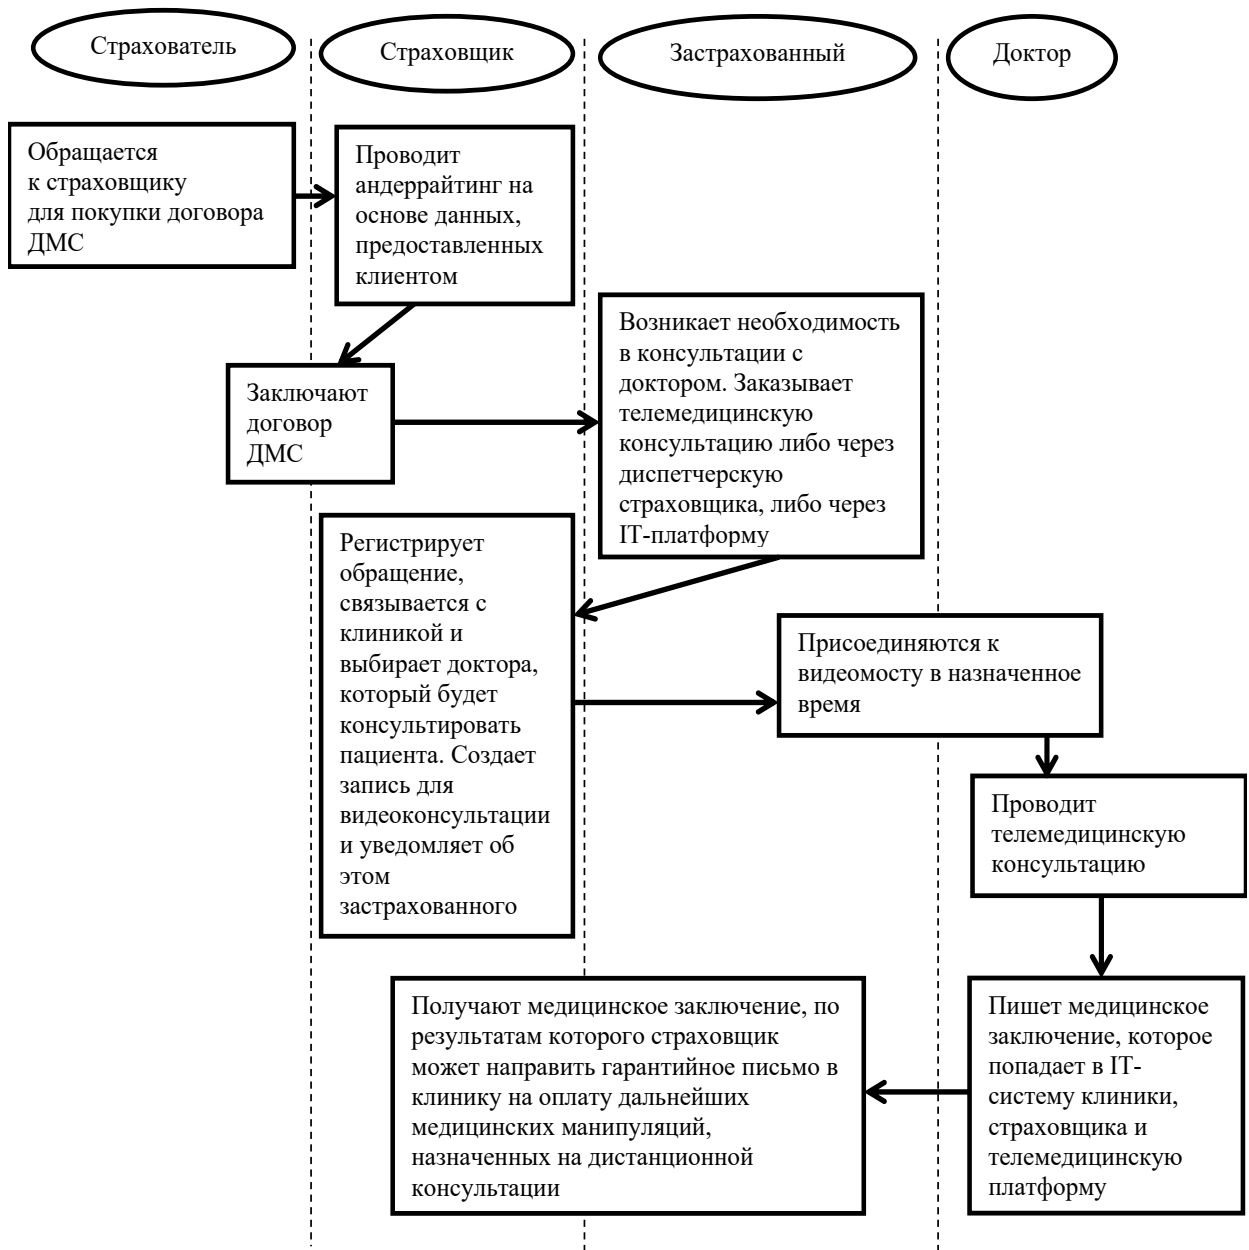 Страхователь
Страховщик
Застрахованный
Доктор
Обращается
к страховщику
для покупки договора
ДМС
Проводит
андеррайтинг на
основе данных,
предоставленных
клиентом
Заключают
договор
ДМС
Возникает необходимость
в консультации с
доктором. Заказывает
телемедицинскую
консультацию либо через
диспетчерскую
страховщика, либо через
IT-платформу
Регистрирует
обращение,
связывается с
клиникой и
выбирает доктора,
который будет
консультировать
пациента. Создает
запись для
видеоконсультации
и уведомляет об
этом
застрахованного
Присоединяются к
видеомосту в назначенное
время
Проводит
телемедицинскую
консультацию
Пишет медицинское
заключение, которое
попадает в IT-
систему клиники,
страховщика и
телемедицинскую
платформу
Получают медицинское заключение, по
результатам которого страховщик
может направить гарантийное письмо в
клинику на оплату дальнейших
медицинских манипуляций,
назначенных на дистанционной
консультации